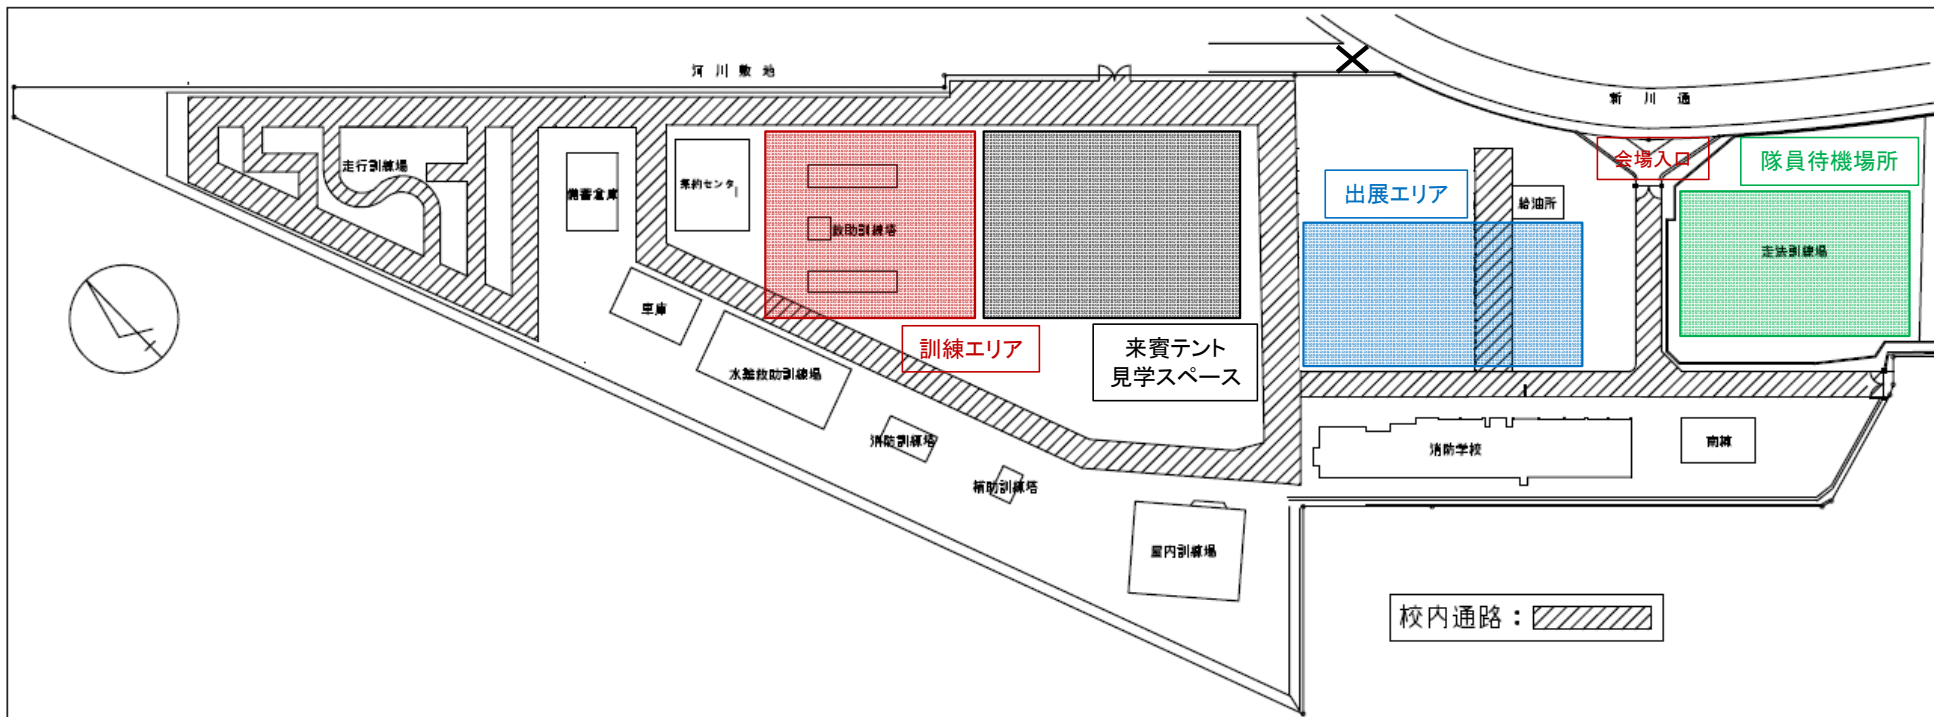 河川敷地
新川通
会場入口
隊員待機場所
走行訓練場
備蓄倉庫
集約センター
出展エリア
給油所
救助訓練塔
走法訓練場
車庫
訓練エリア
来賓テント
見学スペース
水難救助訓練場
消防訓練塔
消防学校
南棟
補助訓練塔
屋内訓練場
校内通路：